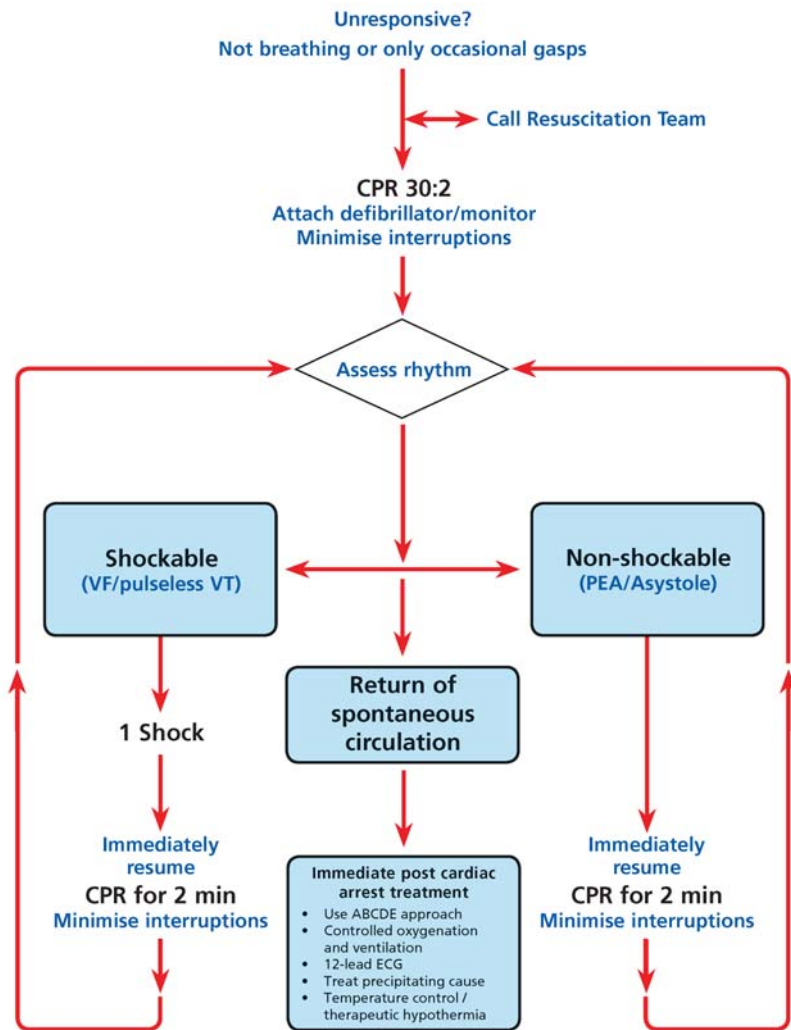 Unresponsive?
Not breathing or only occasional gasps
Call Resuscitation Team
CPR 30:2
Attach defibrillator/monitor
Minimise interruptions
Assess rhythm
Shockable
(VF/pulseless VT)
Non-shockable
(PEA/Asystole)
Return of
spontaneous
circulation
1 Shock
Immediately
resume
CPR for 2 min
Minimise interruptions
Immediate post cardiac
arrest treatment
• Use ABCDE approach
• Controlled oxygenation
and ventilation
• 12-lead ECG
• Treat precipitating cause
• Temperature control /
therapeutic hypothermia
Immediately
resume
CPR for 2 min
Minimise interruptions